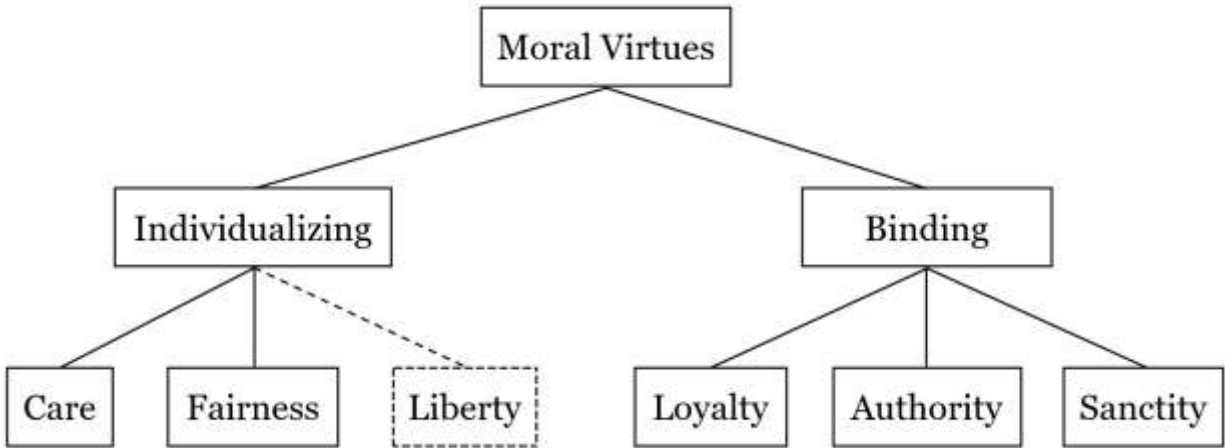 Moral Virtues
Individualizing
Binding
Care
Fairness
Liberty
Loyalty
Authority
Sanctity